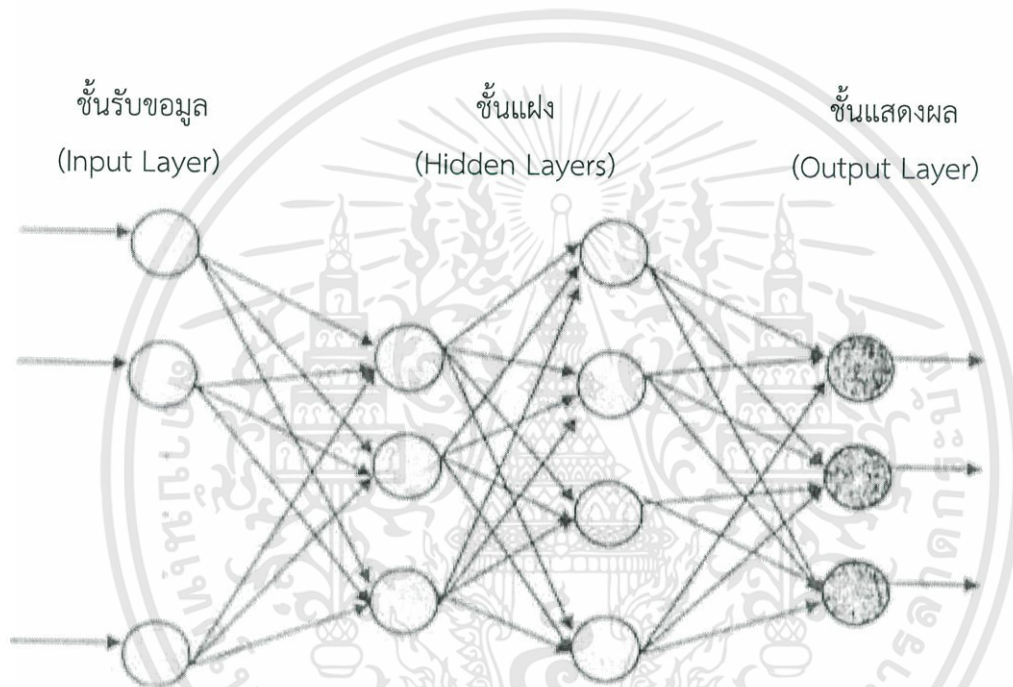 ชั้นรับขอมูล
(Input Layer)
ชั้นแฝง
(Hidden Layers)
ชั้นแสดงผล
(Output Layer)